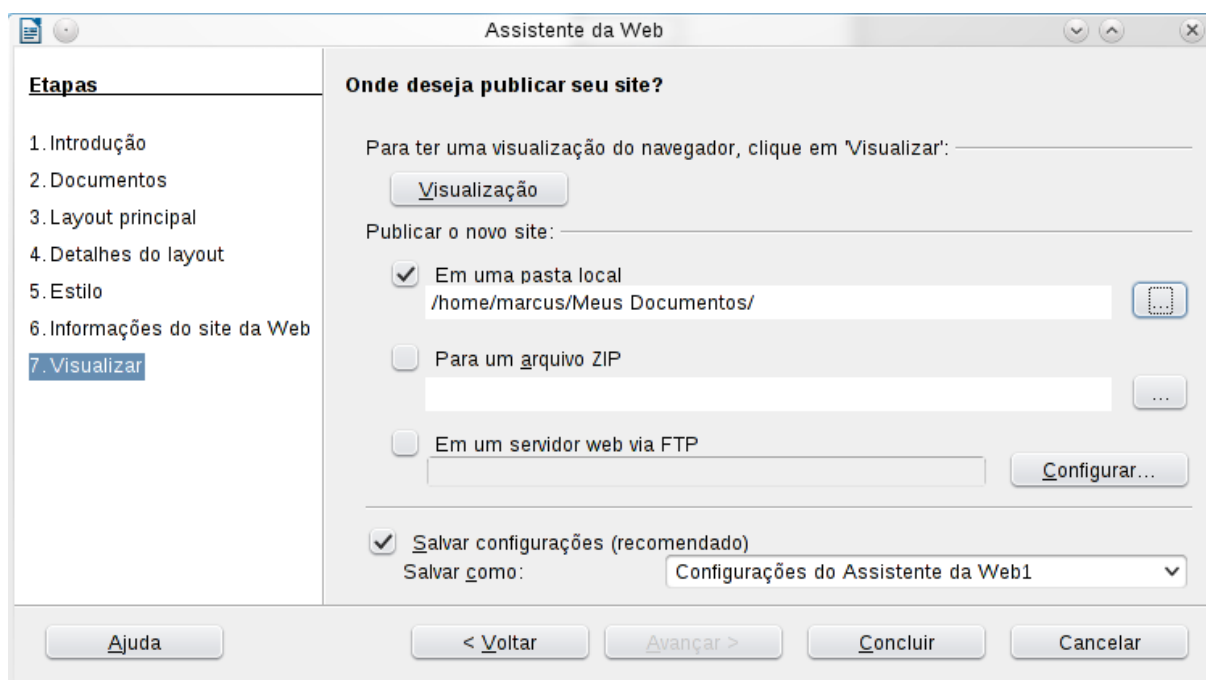 Assistente da Web
Etapas
1. Introdução
2. Documentos
3. Layout principal
4. Detalhes do layout
5. Estilo
6. Informações do site da Web
7. Visualizar
Onde deseja publicar seu site?
Para ter uma visualização do navegador, clique em 'Visualizar':
Visualização
Publicar o novo site:
Em uma pasta local
/home/marcus/Meus Documentos/
...
Para um arquivo ZIP
...
Em um servidor web via FTP
Configurar...
Salvar configurações (recomendado)
Salvar como: Configurações do Assistente da Web1
Ajuda < Voltar Avançar > Concluir Cancelar